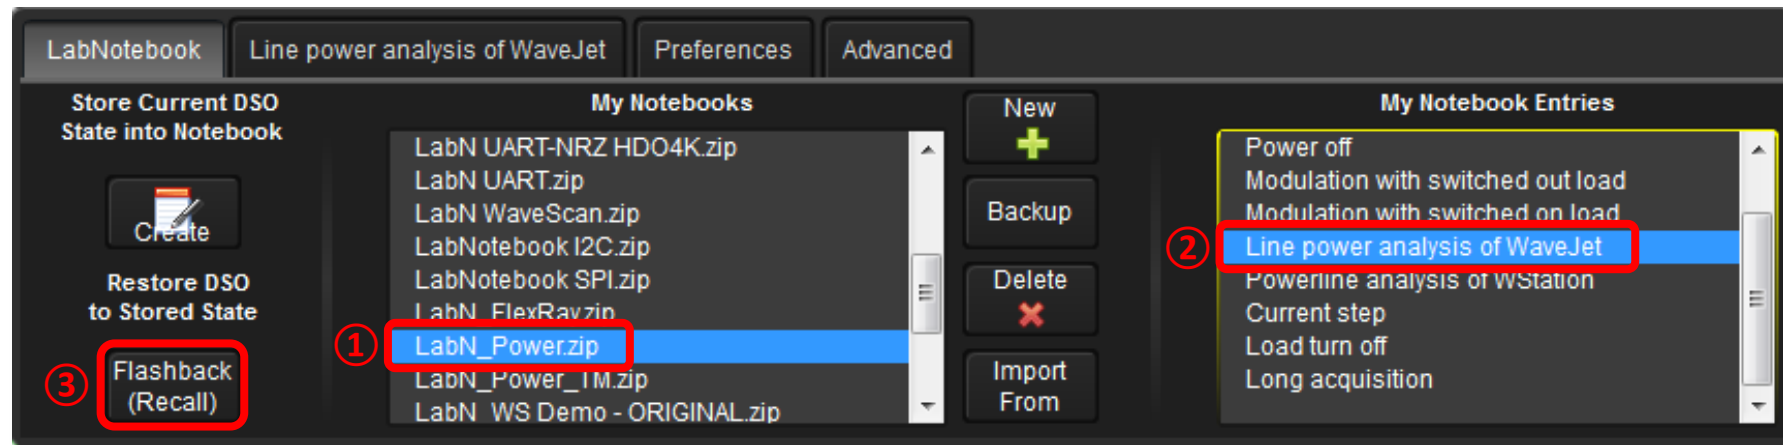 LabNotebook
Line power analysis of WaveJet
Preferences
Advanced
Store Current DSO
State into Notebook
Create
Restore DSO
to Stored State
③
Flashback
(Recall)
My Notebooks
LabN UART-NRZ HDO4K.zip
LabN UART.zip
LabN WaveScan.zip
LabNotebook I2C.zip
LabNotebook SPI.zip
LabN_FlexRay.zip
①
LabN_Power.zip
LabN_Power_TM.zip
LabN_WS Demo - ORIGINAL.zip
New
Backup
Delete
Import
From
My Notebook Entries
Power off
Modulation with switched out load
Modulation with switched on load
②
Line power analysis of WaveJet
Powerline analysis of WStation
Current step
Load turn off
Long acquisition